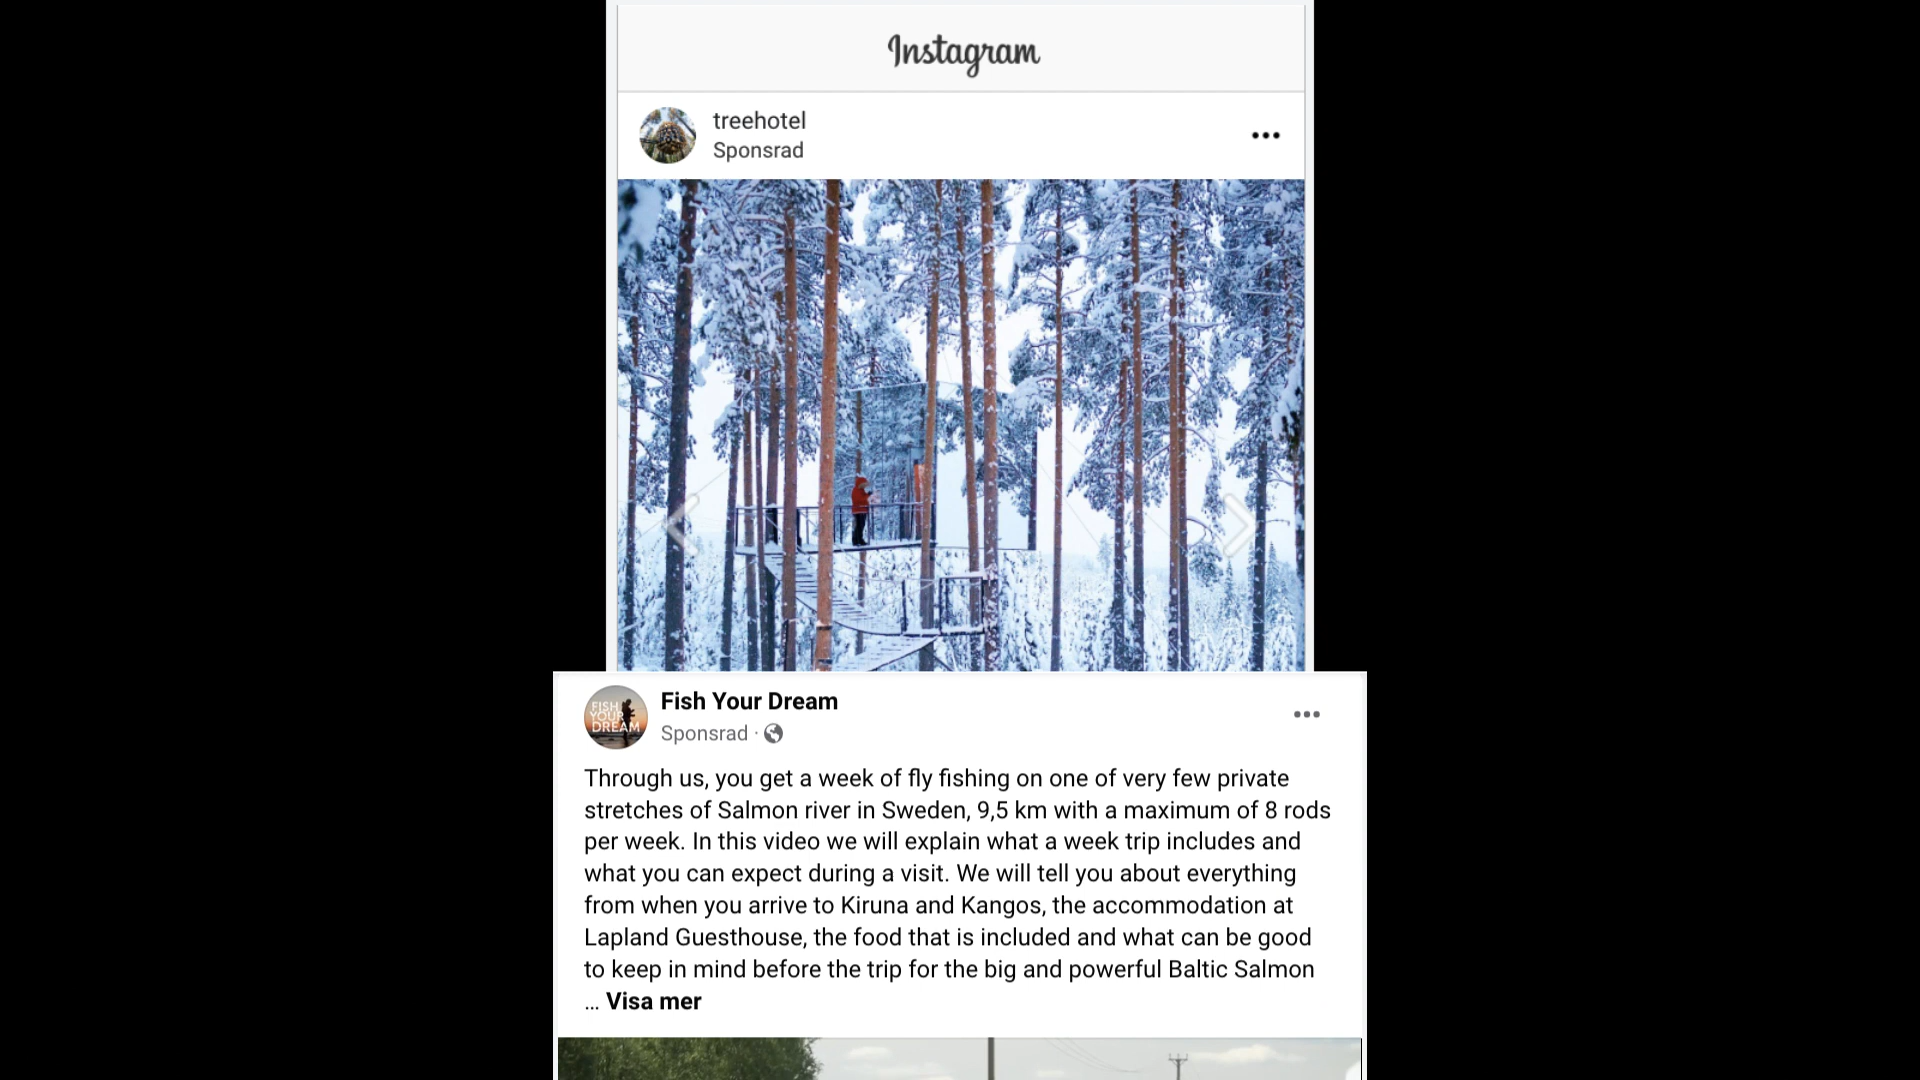 Instagram
treehotel
Sponsrad
FISH
YOUR
DREAM
Fish Your Dream
Sponsrad ·
Through us, you get a week of fly fishing on one of very few private
stretches of Salmon river in Sweden, 9,5 km with a maximum of 8 rods
per week. In this video we will explain what a week trip includes and
what you can expect during a visit. We will tell you about everything
from when you arrive to Kiruna and Kangos, the accommodation at
Lapland Guesthouse, the food that is included and what can be good
to keep in mind before the trip for the big and powerful Baltic Salmon
... Visa mer